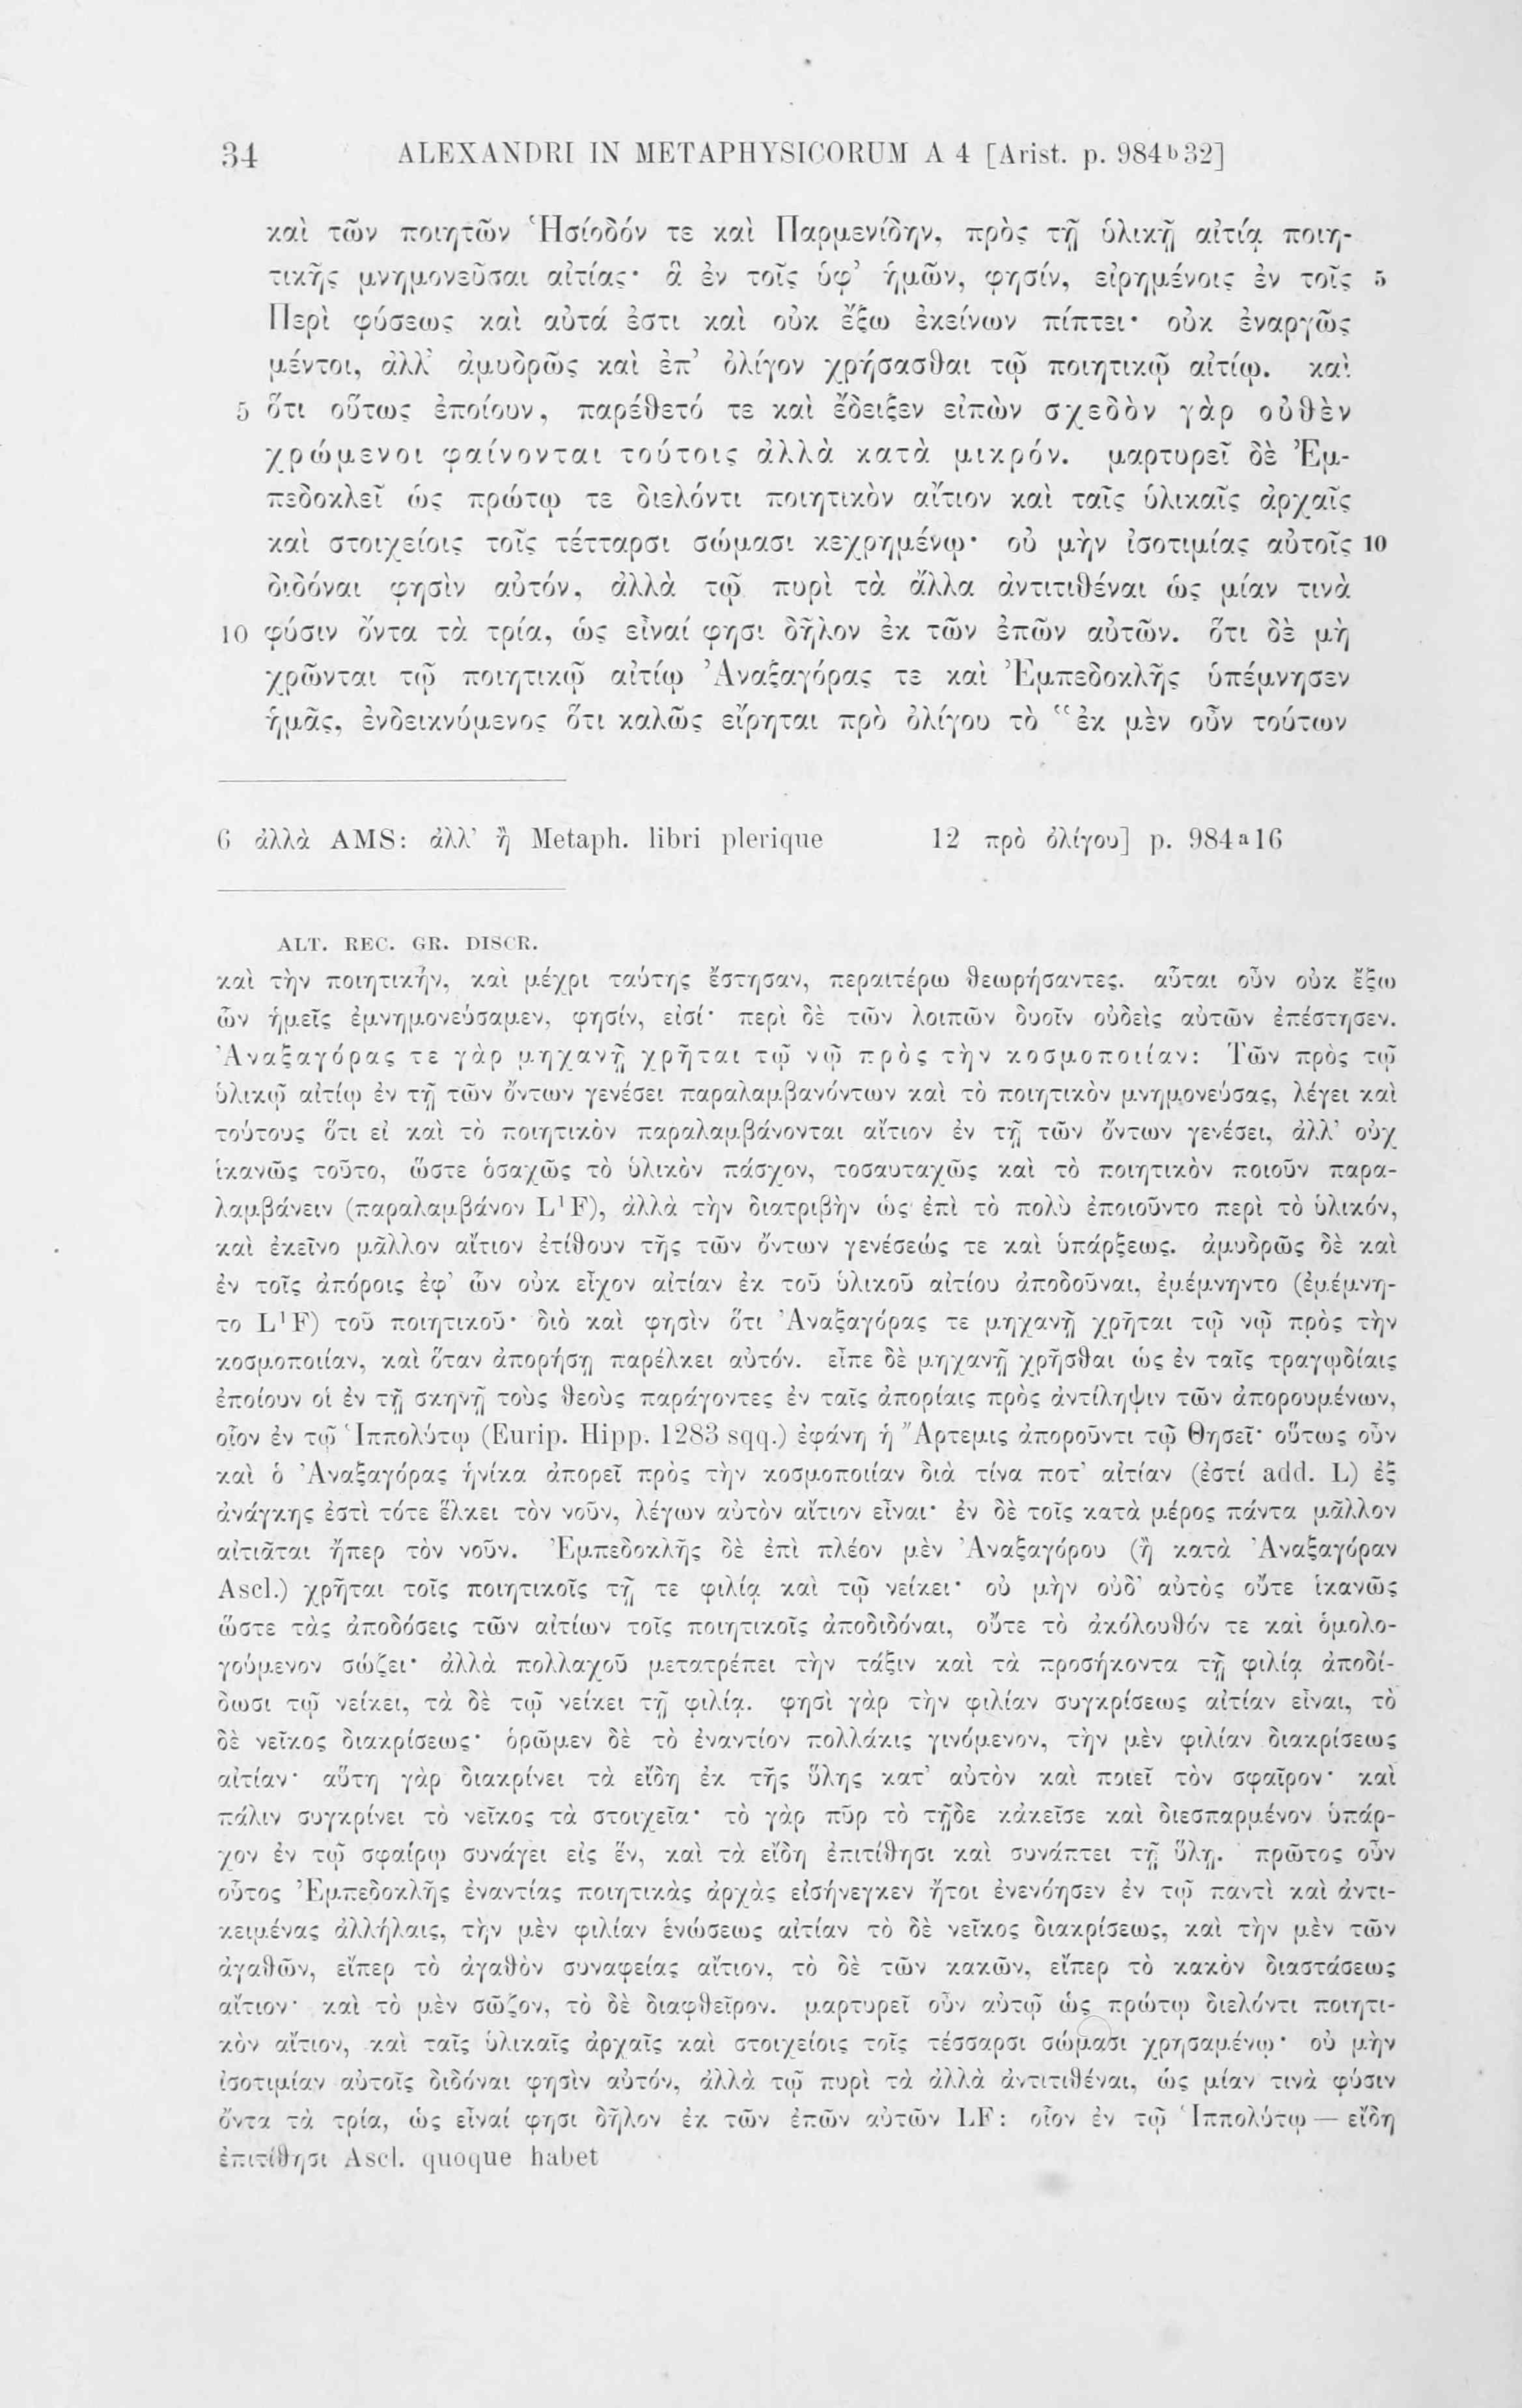 34 ALEXANDRI IN METAPHYSICORUM A 4 [Arist. p. 984b32]
καὶ τῶν ποιητῶν Ἡσίοδόν τε καὶ Παρμενίδην, πρὸς τῇ ὑλικῇ αἰτίᾳ ποιη-
τικῆς μνημονεῦσαι αἰτίας· ἃ ἐν τοῖς ὑφ’ ἡμῶν, φησίν, εἰρημένοις ἐν τοῖς 5
Περὶ φύσεως καὶ αὐτά ἐστι καὶ οὐκ ἔξω ἐκείνων πίπτει· οὐκ ἐναργῶς
μέντοι, ἀλλ’ ἀμυδρῶς καὶ ἐπ’ ὀλίγον χρήσασθαι τῷ ποιητικῷ αἰτίῳ. καὶ
5 ὅτι οὕτως ἐποίουν, παρέθετό τε καὶ ἔδειξεν εἰπὼν σχεδὸν γὰρ οὐθὲν
χρώμενοι φαίνονται τούτοις ἀλλὰ κατὰ μικρόν. μαρτυρεῖ δὲ Ἐμ-
πεδοκλεῖ ὡς πρώτῳ τε διελόντι ποιητικὸν αἴτιον καὶ ταῖς ὑλικαῖς ἀρχαῖς
καὶ στοιχείοις τοῖς τέτταρσι σώμασι κεχρημένῳ· οὐ μὴν ἰσοτιμίας αὐτοῖς 10
διδόναι φησὶν αὐτόν, ἀλλὰ τῷ πυρὶ τὰ ἄλλα ἀντιτιθέναι ὡς μίαν τινὰ
10 φύσιν ὄντα τὰ τρία, ὡς εἶναί φησι δῆλον ἐκ τῶν ἐπῶν αὐτῶν. ὅτι δὲ μὴ
χρῶνται τῷ ποιητικῷ αἰτίῳ Ἀναξαγόρας τε καὶ Ἐμπεδοκλῆς ὑπέμνησεν
ἡμᾶς, ἐνδεικνύμενος ὅτι καλῶς εἴρηται πρὸ ὀλίγου τὸ “ἐκ μὲν οὖν τούτων
6 ἀλλὰ AMS: ἀλλ’ ἢ Metaph. libri plerique 12 πρὸ ὀλίγου] p. 984a16
ALT. REC. GR. DISCR.
καὶ τὴν ποιητικήν, καὶ μέχρι ταύτης ἔστησαν, περαιτέρω θεωρήσαντες. αὗται οὖν οὐκ ἔξω
ὧν ἡμεῖς ἐμνημονεύσαμεν, φησίν, εἰσί· περὶ δὲ τῶν λοιπῶν δυοῖν οὐδεὶς αὐτῶν ἐπέστησεν.
Ἀναξαγόρας τε γὰρ μηχανῇ χρῆται τῷ νῷ πρὸς τὴν κοσμοποιίαν: Τῶν πρὸς τῷ
ὑλικῷ αἰτίῳ ἐν τῇ τῶν ὄντων γενέσει παραλαμβανόντων καὶ τὸ ποιητικὸν μνημονεύσας, λέγει καὶ
τούτους ὅτι εἰ καὶ τὸ ποιητικὸν παραλαμβάνονται αἴτιον ἐν τῇ τῶν ὄντων γενέσει, ἀλλ’ οὐχ
ἱκανῶς τοῦτο, ὥστε ὁσαχῶς τὸ ὑλικὸν πάσχον, τοσαυταχῶς καὶ τὸ ποιητικὸν ποιοῦν παρα-
λαμβάνειν (παραλαμβάνον L¹F), ἀλλὰ τὴν διατριβὴν ὡς ἐπὶ τὸ πολὺ ἐποιοῦντο περὶ τὸ ὑλικόν,
καὶ ἐκεῖνο μᾶλλον αἴτιον ἐτίθουν τῆς τῶν ὄντων γενέσεώς τε καὶ ὑπάρξεως. ἀμυδρῶς δὲ καὶ
ἐν τοῖς ἀπόροις ἐφ’ ὧν οὐκ εἶχον αἰτίαν ἐκ τοῦ ὑλικοῦ αἰτίου ἀποδοῦναι, ἐμέμνηντο (ἐμέμνη-
το L¹F) τοῦ ποιητικοῦ· διὸ καὶ φησὶν ὅτι Ἀναξαγόρας τε μηχανῇ χρῆται τῷ νῷ πρὸς τὴν
κοσμοποιίαν, καὶ ὅταν ἀπορήσῃ παρέλκει αὐτόν. εἶπε δὲ μηχανῇ χρῆσθαι ὡς ἐν ταῖς τραγῳδίαις
ἐποίουν οἱ ἐν τῇ σκηνῇ τοὺς θεοὺς παράγοντες ἐν ταῖς ἀπορίαις πρὸς ἀντίληψιν τῶν ἀπορουμένων,
οἷον ἐν τῷ Ἱππολύτῳ (Eurip. Hipp. 1283 sqq.) ἐφάνη ἡ Ἄρτεμις ἀποροῦντι τῷ Θησεῖ· οὕτως οὖν
καὶ ὁ Ἀναξαγόρας ἡνίκα ἀπορεῖ πρὸς τὴν κοσμοποιίαν διὰ τίνα ποτ’ αἰτίαν (ἐστί add. L) ἐξ
ἀνάγκης ἐστὶ τότε ἕλκει τὸν νοῦν, λέγων αὐτὸν αἴτιον εἶναι· ἐν δὲ τοῖς κατὰ μέρος πάντα μᾶλλον
αἰτιᾶται ἤπερ τὸν νοῦν. Ἐμπεδοκλῆς δὲ ἐπὶ πλέον μὲν Ἀναξαγόρου (ἢ κατὰ Ἀναξαγόραν
Ascl.) χρῆται τοῖς ποιητικοῖς τῇ τε φιλίᾳ καὶ τῷ νείκει· οὐ μὴν οὐδ’ αὐτὸς οὔτε ἱκανῶς
ὥστε τὰς ἀποδόσεις τῶν αἰτίων τοῖς ποιητικοῖς ἀποδιδόναι, οὔτε τὸ ἀκόλουθόν τε καὶ ὁμολο-
γούμενον σώζει· ἀλλὰ πολλαχοῦ μετατρέπει τὴν τάξιν καὶ τὰ προσήκοντα τῇ φιλίᾳ ἀποδί-
δωσι τῷ νείκει, τὰ δὲ τῷ νείκει τῇ φιλίᾳ. φησὶ γὰρ τὴν φιλίαν συγκρίσεως αἰτίαν εἶναι, τὸ
δὲ νεῖκος διακρίσεως· ὁρῶμεν δὲ τὸ ἐναντίον πολλάκις γινόμενον, τὴν μὲν φιλίαν διακρίσεως
αἰτίαν· αὕτη γὰρ διακρίνει τὰ εἴδη ἐκ τῆς ὕλης κατ’ αὐτὸν καὶ ποιεῖ τὸν σφαῖρον· καὶ
πάλιν συγκρίνει τὸ νεῖκος τὰ στοιχεῖα· τὸ γὰρ πῦρ τὸ τῇδε κἀκεῖσε καὶ διεσπαρμένον ὑπάρ-
χον ἐν τῷ σφαίρῳ συνάγει εἰς ἕν, καὶ τὰ εἴδη ἐπιτίθησι καὶ συνάπτει τῇ ὕλῃ. πρῶτος οὖν
οὗτος Ἐμπεδοκλῆς ἐναντίας ποιητικὰς ἀρχὰς εἰσήνεγκεν ἤτοι ἐνενόησεν ἐν τῷ παντὶ καὶ ἀντι-
κειμένας ἀλλήλαις, τὴν μὲν φιλίαν ἑνώσεως αἰτίαν τὸ δὲ νεῖκος διακρίσεως, καὶ τὴν μὲν τῶν
ἀγαθῶν, εἴπερ τὸ ἀγαθὸν συναφείας αἴτιον, τὸ δὲ τῶν κακῶν, εἴπερ τὸ κακὸν διαστάσεως
αἴτιον· καὶ τὸ μὲν σῶζον, τὸ δὲ διαφθεῖρον. μαρτυρεῖ οὖν αὐτῷ ὡς πρώτῳ διελόντι ποιητι-
κὸν αἴτιον, καὶ ταῖς ὑλικαῖς ἀρχαῖς καὶ στοιχείοις τοῖς τέσσαρσι σώμασι χρησαμένῳ· οὐ μὴν
ἰσοτιμίαν αὐτοῖς διδόναι φησὶν αὐτόν, ἀλλὰ τῷ πυρὶ τὰ ἀλλὰ ἀντιτιθέναι, ὡς μίαν τινὰ φύσιν
ὄντα τὰ τρία, ὡς εἶναί φησι δῆλον ἐκ τῶν ἐπῶν αὐτῶν LF: οἷον ἐν τῷ Ἱππολύτῳ — εἴδη
ἐπιτίθησι Ascl. quoque habet